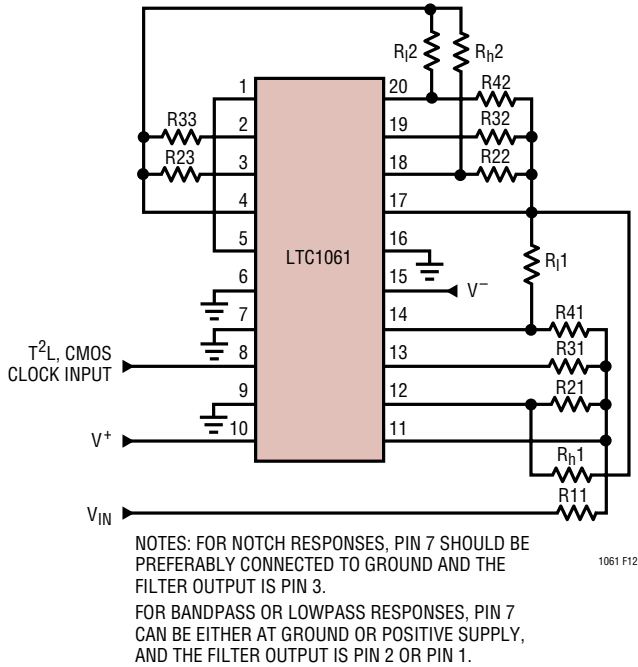 Rl2
Rh2
1
20
R42
R33
2
19
R32
R23
3
18
R22
4
17
5
LTC1061
16
Rl1
6
15
V–
7
14
R41
T2L, CMOS
CLOCK INPUT
8
13
R31
9
12
R21
V+
10
11
Rh1
R11
VIN
NOTES: FOR NOTCH RESPONSES, PIN 7 SHOULD BE
PREFERABLY CONNECTED TO GROUND AND THE
FILTER OUTPUT IS PIN 3.
1061 F12
FOR BANDPASS OR LOWPASS RESPONSES, PIN 7
CAN BE EITHER AT GROUND OR POSITIVE SUPPLY,
AND THE FILTER OUTPUT IS PIN 2 OR PIN 1.